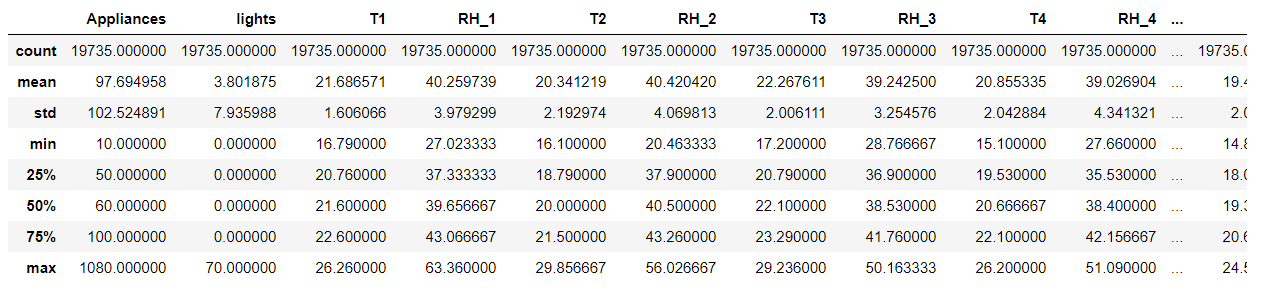 Appliances lights T1 RH_1 T2 RH_2 T3 RH_3 T4 RH_4 ...
count 19735.000000 19735.000000 19735.000000 19735.000000 19735.000000 19735.000000 19735.000000 19735.000000 19735.000000 19735.000000 ... 19735.0
mean 97.694958 3.801875 21.686571 40.259739 20.341219 40.420420 22.267611 39.242500 20.855335 39.026904 ... 19.4
std 102.524891 7.935988 1.606066 3.979299 2.192974 4.069813 2.006111 3.254576 2.042884 4.341321 ... 2.0
min 10.000000 0.000000 16.790000 27.023333 16.100000 20.463333 17.200000 28.766667 15.100000 27.660000 ... 14.8
25% 50.000000 0.000000 20.760000 37.333333 18.790000 37.900000 20.790000 36.900000 19.530000 35.530000 ... 18.0
50% 60.000000 0.000000 21.600000 39.656667 20.000000 40.500000 22.100000 38.530000 20.666667 38.400000 ... 19.3
75% 100.000000 0.000000 22.600000 43.066667 21.500000 43.260000 23.290000 41.760000 22.100000 42.156667 ... 20.6
max 1080.000000 70.000000 26.260000 63.360000 29.856667 56.026667 29.236000 50.163333 26.200000 51.090000 ... 24.5